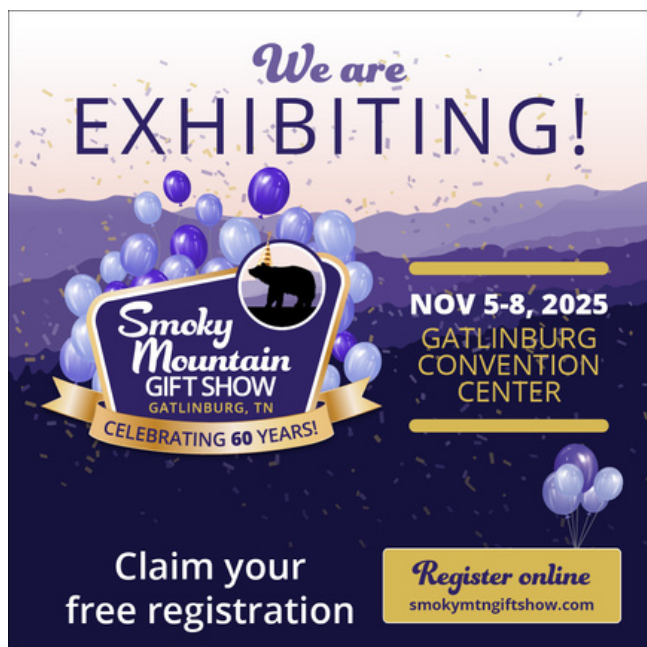 We are
EXHIBITING!
Smoky
Mountain
GIFT SHOW
GATLINBURG, TN
CELEBRATING 60 YEARS!
NOV 5-8, 2025
GATLINBURG
CONVENTION
CENTER
Claim your
free registration
Register online
smokymtngiftshow.com